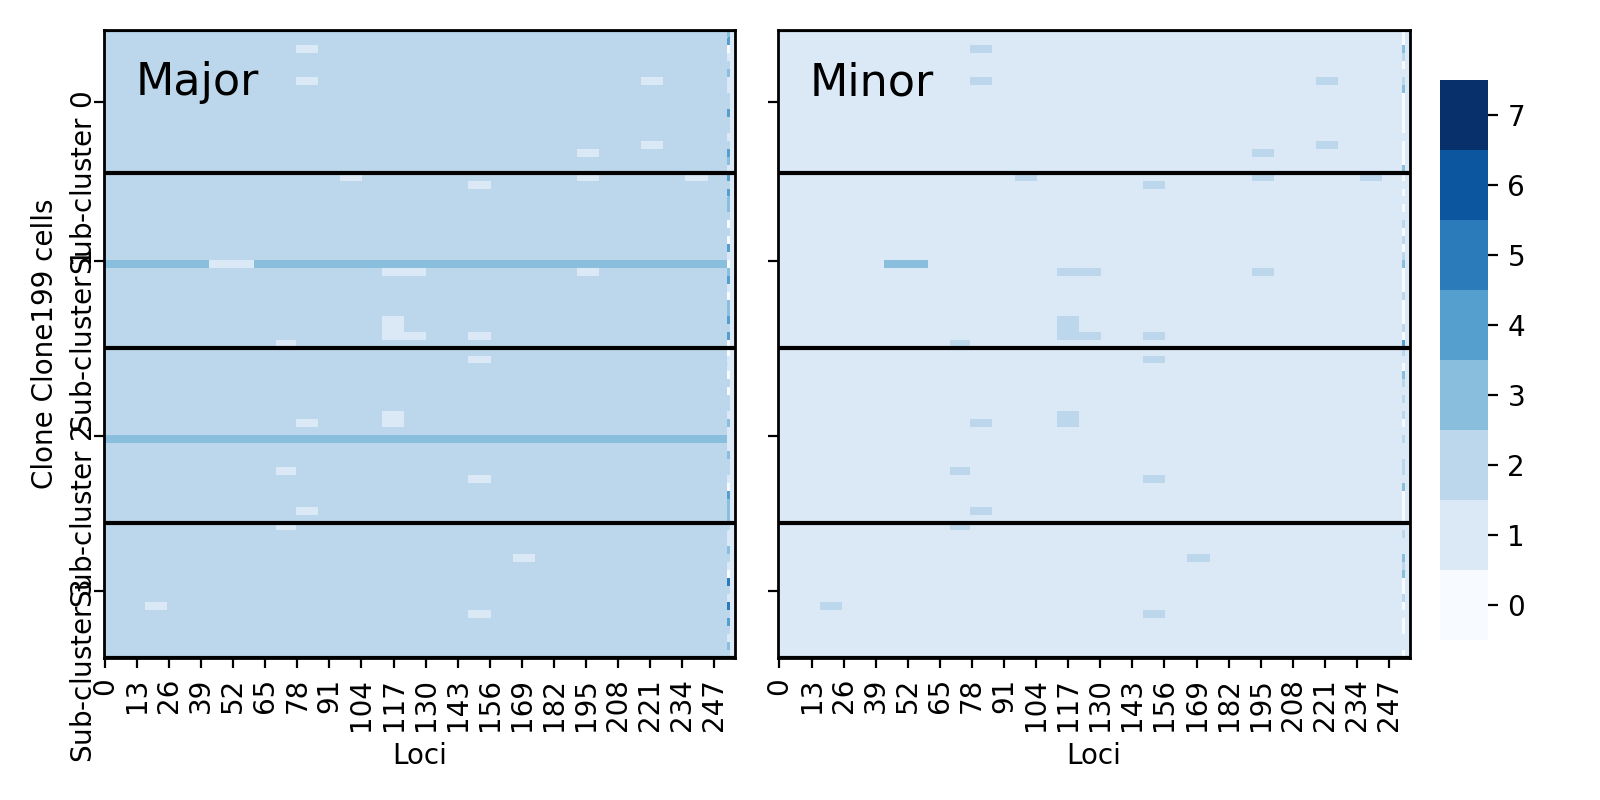 Major
Minor
Clone Clone199 cells
Sub-cluster 0
Sub-cluster 1
Sub-cluster 2
Sub-cluster 3
0 13 26 39 52 65 78 91 104 117 130 143 156 169 182 195 208 221 234 247
Loci
0 13 26 39 52 65 78 91 104 117 130 143 156 169 182 195 208 221 234 247
Loci
7
6
5
4
3
2
1
0